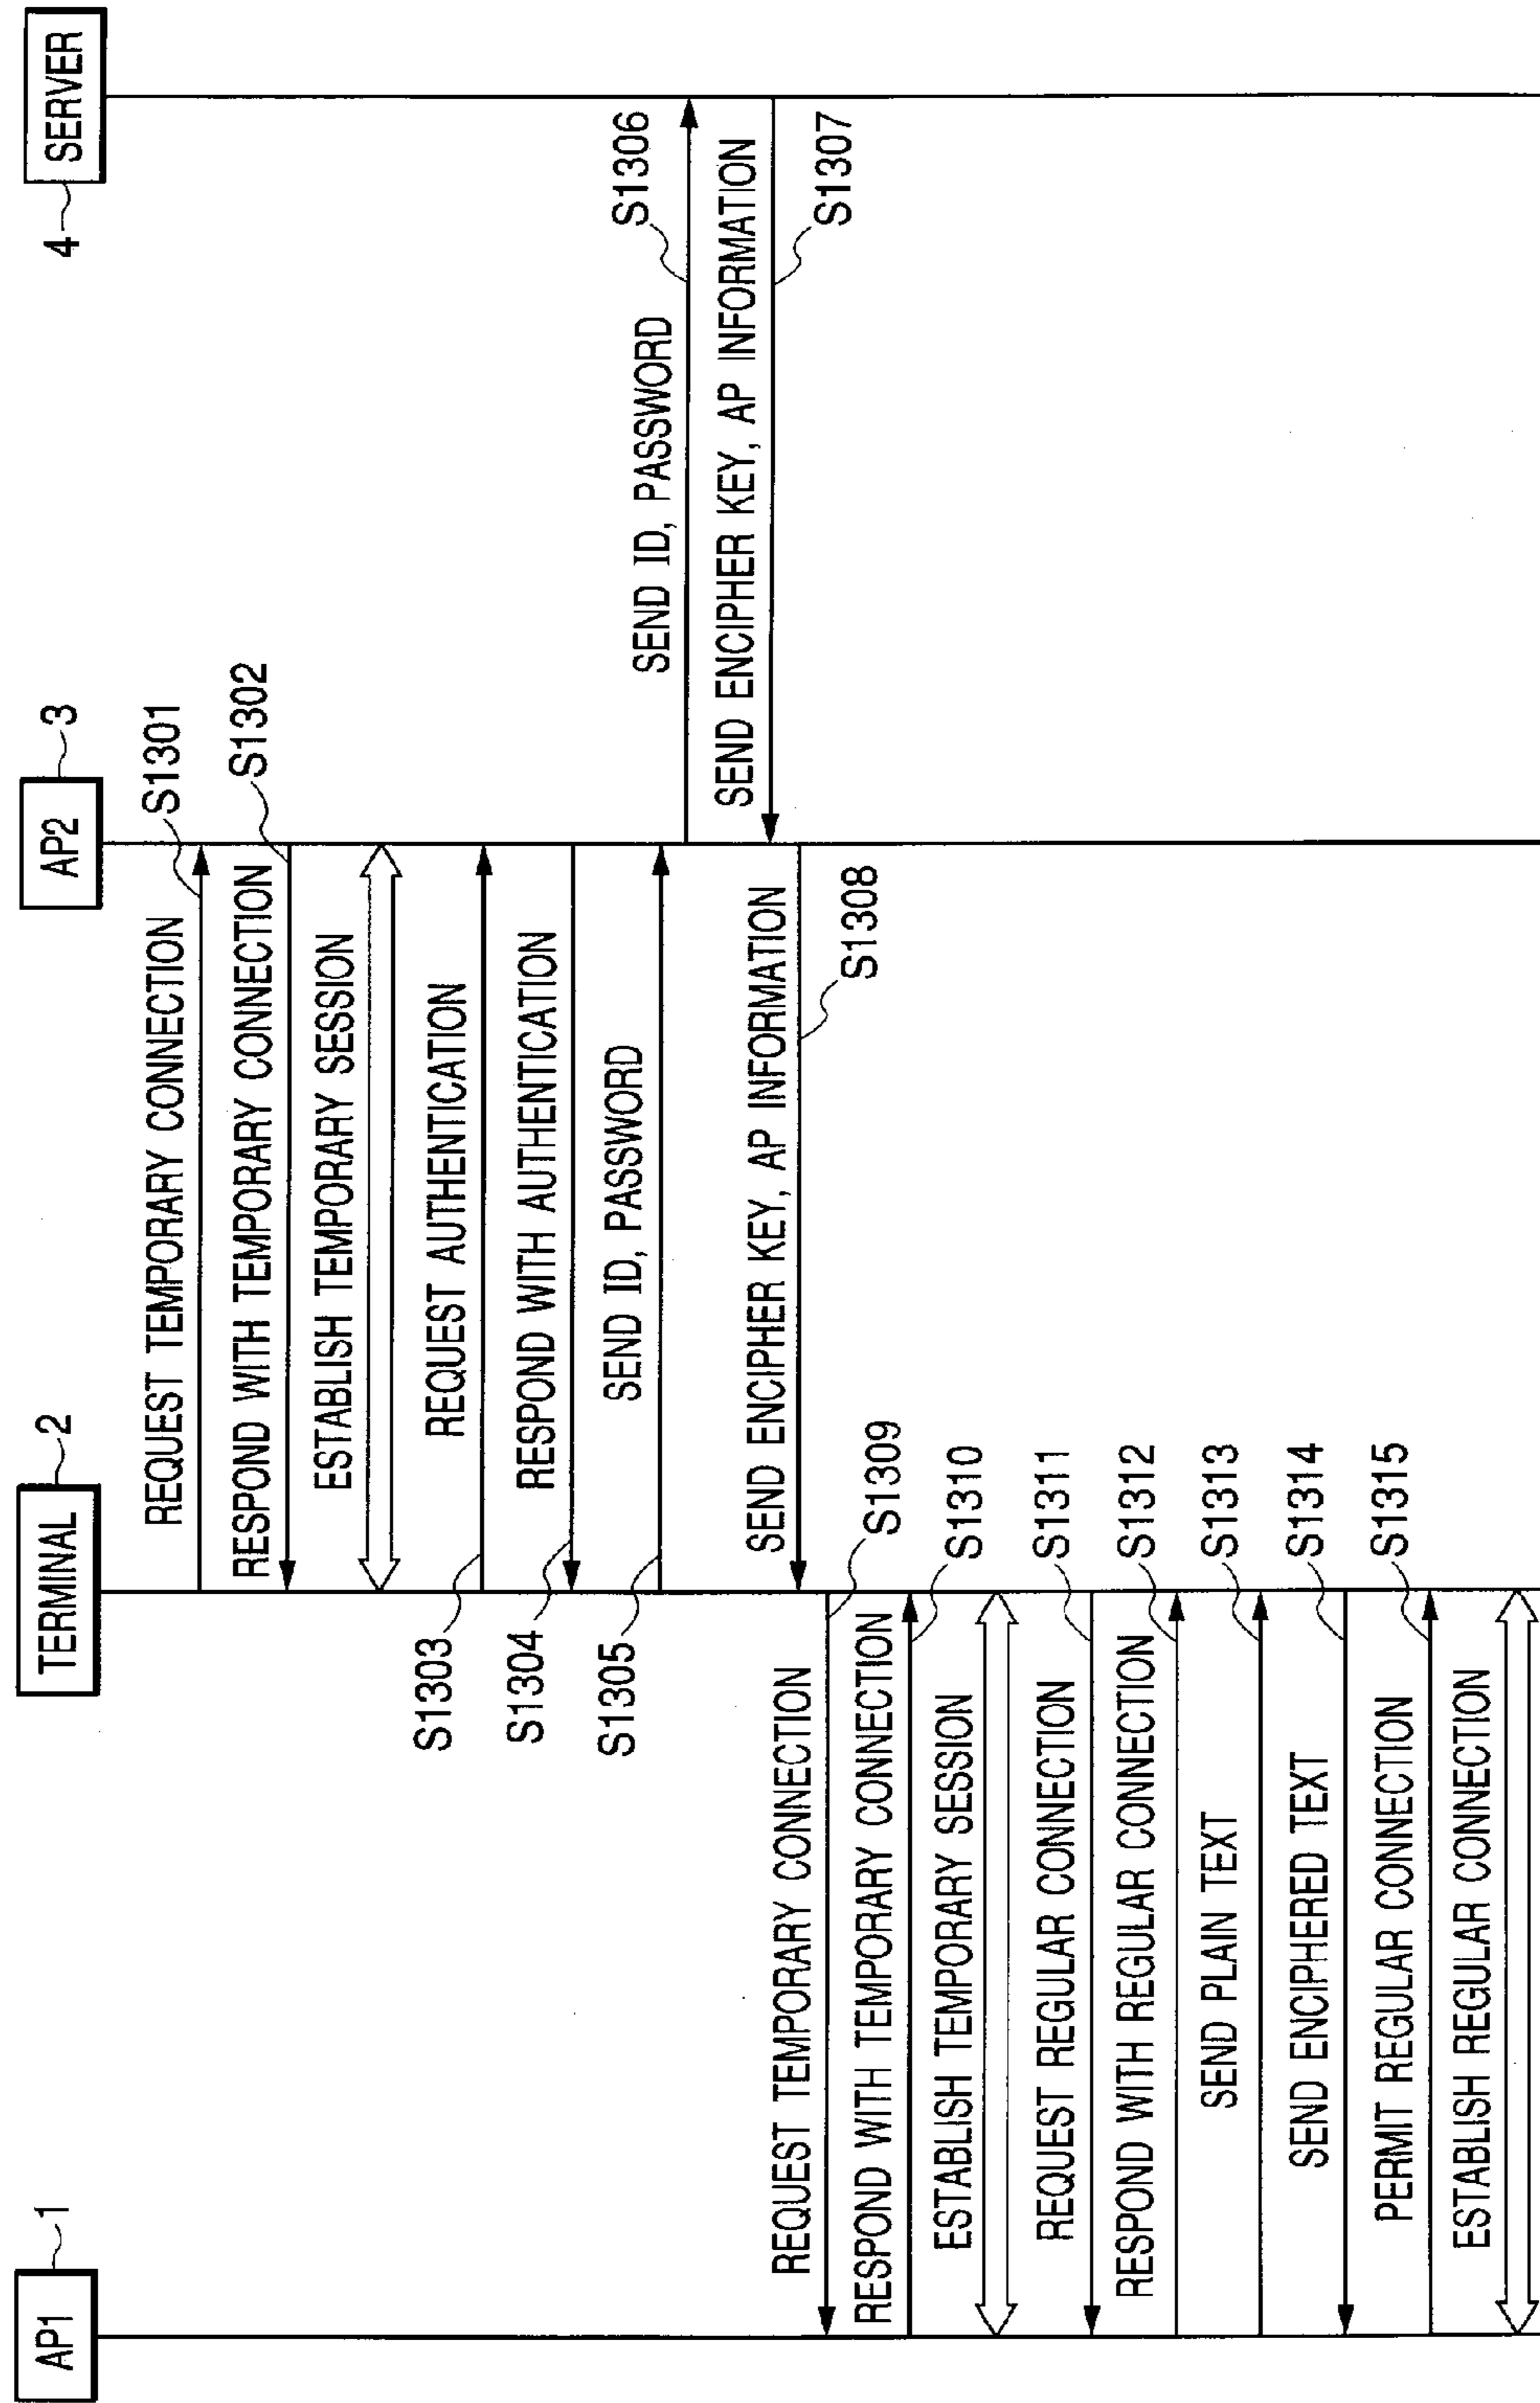 AP1
1
TERMINAL
2
AP2
3
SERVER
4
REQUEST TEMPORARY CONNECTION
S1301
RESPOND WITH TEMPORARY CONNECTION
S1302
ESTABLISH TEMPORARY SESSION
REQUEST AUTHENTICATION
S1303
RESPOND WITH AUTHENTICATION
S1304
SEND ID, PASSWORD
S1305
SEND ID, PASSWORD
S1306
SEND ENCIPHER KEY, AP INFORMATION
S1307
SEND ENCIPHER KEY, AP INFORMATION
S1308
REQUEST TEMPORARY CONNECTION
S1309
RESPOND WITH TEMPORARY CONNECTION
S1310
ESTABLISH TEMPORARY SESSION
REQUEST REGULAR CONNECTION
S1311
RESPOND WITH REGULAR CONNECTION
S1312
SEND PLAIN TEXT
S1313
SEND ENCIPHERED TEXT
S1314
PERMIT REGULAR CONNECTION
S1315
ESTABLISH REGULAR CONNECTION